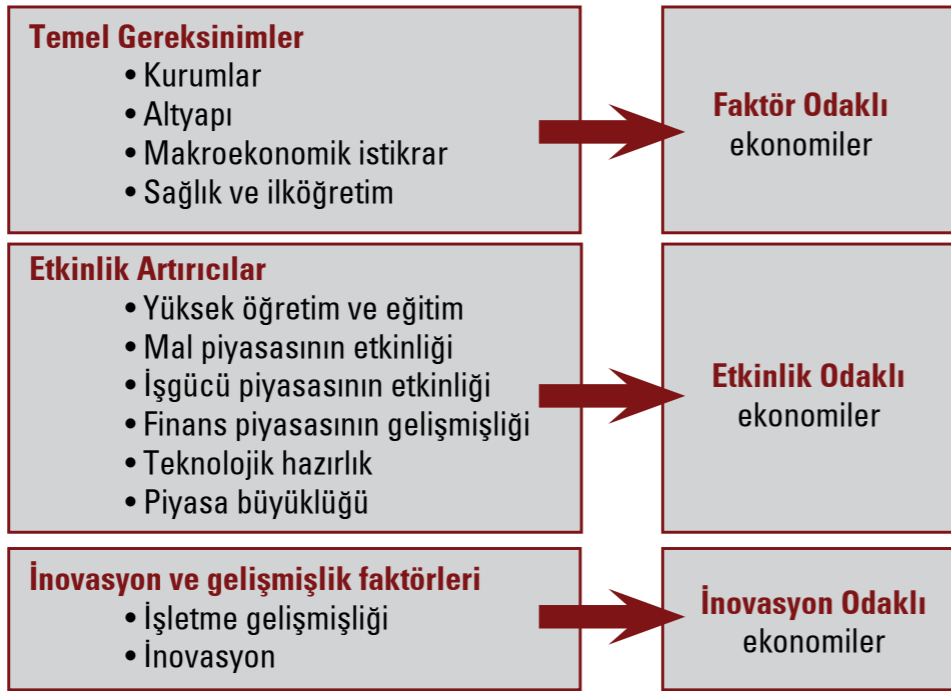 Temel Gereksinimler
• Kurumlar
• Altyapı
• Makroekonomik istikrar
• Sağlık ve ilköğretim
Faktör Odaklı
ekonomiler
Etkinlik Artırıcılar
• Yüksek öğretim ve eğitim
• Mal piyasasının etkinliği
• İşgücü piyasasının etkinliği
• Finans piyasasının gelişmişliği
• Teknolojik hazırlık
• Piyasa büyüklüğü
Etkinlik Odaklı
ekonomiler
İnovasyon ve gelişmişlik faktörleri
• İşletme gelişmişliği
• İnovasyon
İnovasyon Odaklı
ekonomiler